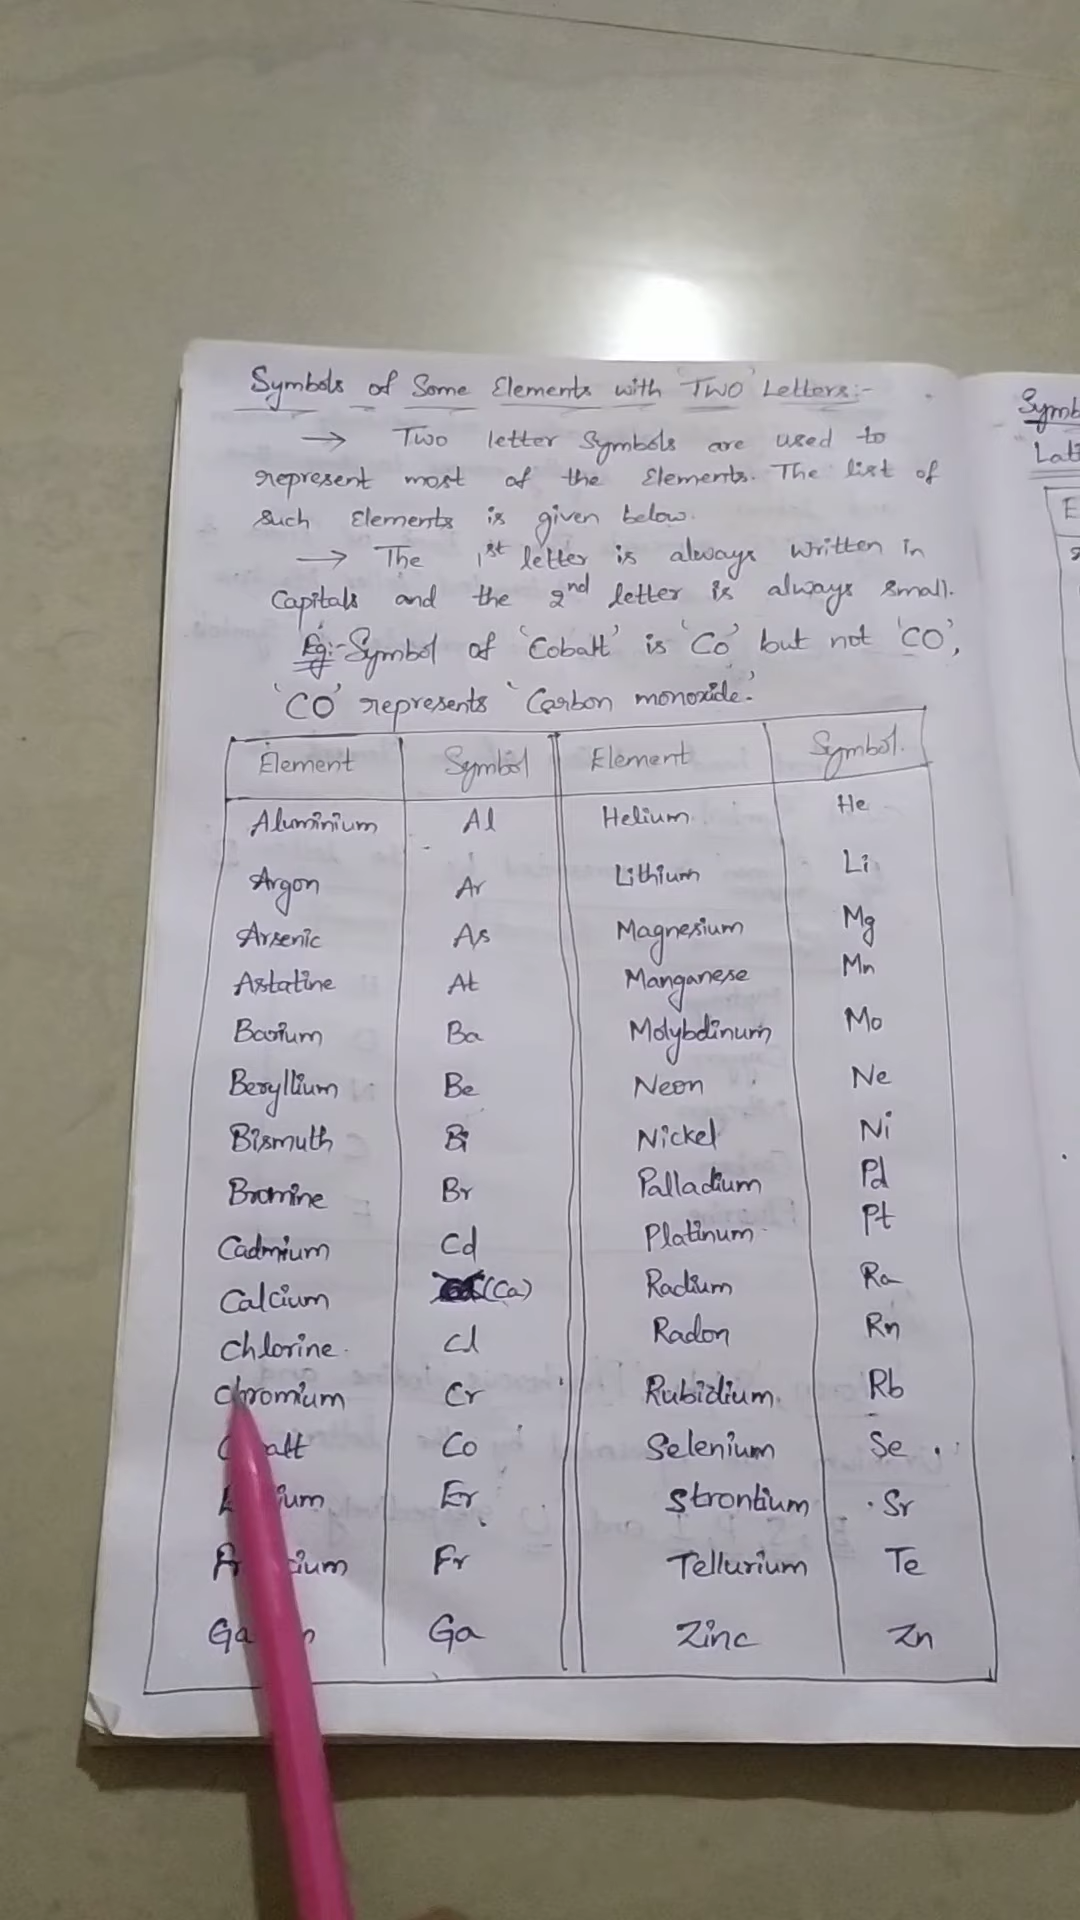 Symbols of Some Elements with 'TWO' Letters:-
→ Two letter Symbols are used to
represent most of the Elements. The list of
such Elements is given below.
→ The 1st letter is always written in
Capitals and the 2nd letter is always small.
Eg:- Symbol of 'Cobalt' is 'Co' but not 'CO',
'CO' represents 'Carbon monoxide.'
Element Symbol Element Symbol.
Aluminium Al Helium He
Argon Ar Lithium Li
Arsenic As Magnesium Mg
Astatine At Manganese Mn
Barium Ba Molybdinum Mo
Beryllium Be Neon Ne
Bismuth Bi Nickel Ni
Bromine Br Palladium Pd
Cadmium Cd Platinum Pt
Calcium (Ca) Radium Ra
Chlorine Cl Radon Rn
Chromium Cr Rubidium Rb
Co Selenium Se
Er Strontium Sr
Fr Tellurium Te
Ga Zinc Zn